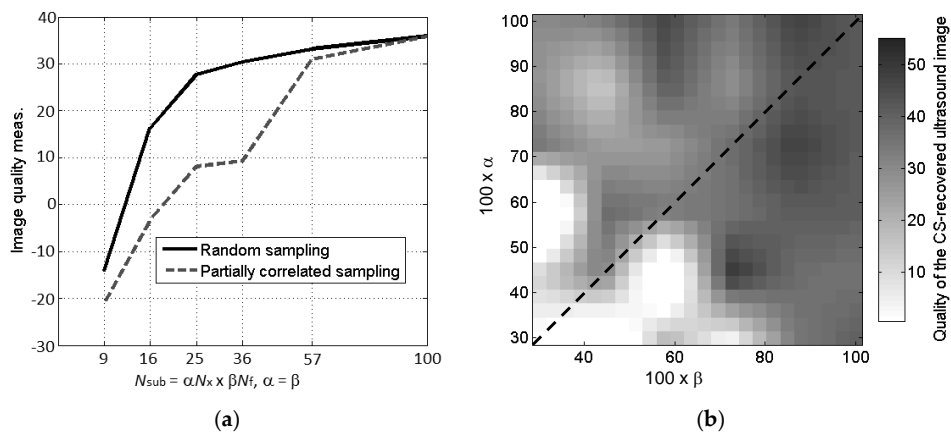 40
30
20
10
0
-10
-20
-30
Image quality meas.
Random sampling
Partially correlated sampling
9 16 25 36 57 100
Nsub = αNx x βNf, α = β
(a)
100
90
80
70
60
50
40
30
100 x α
40 60 80 100
100 x β
50
40
30
20
10
Quality of the CS-recovered ultrasound image
(b)